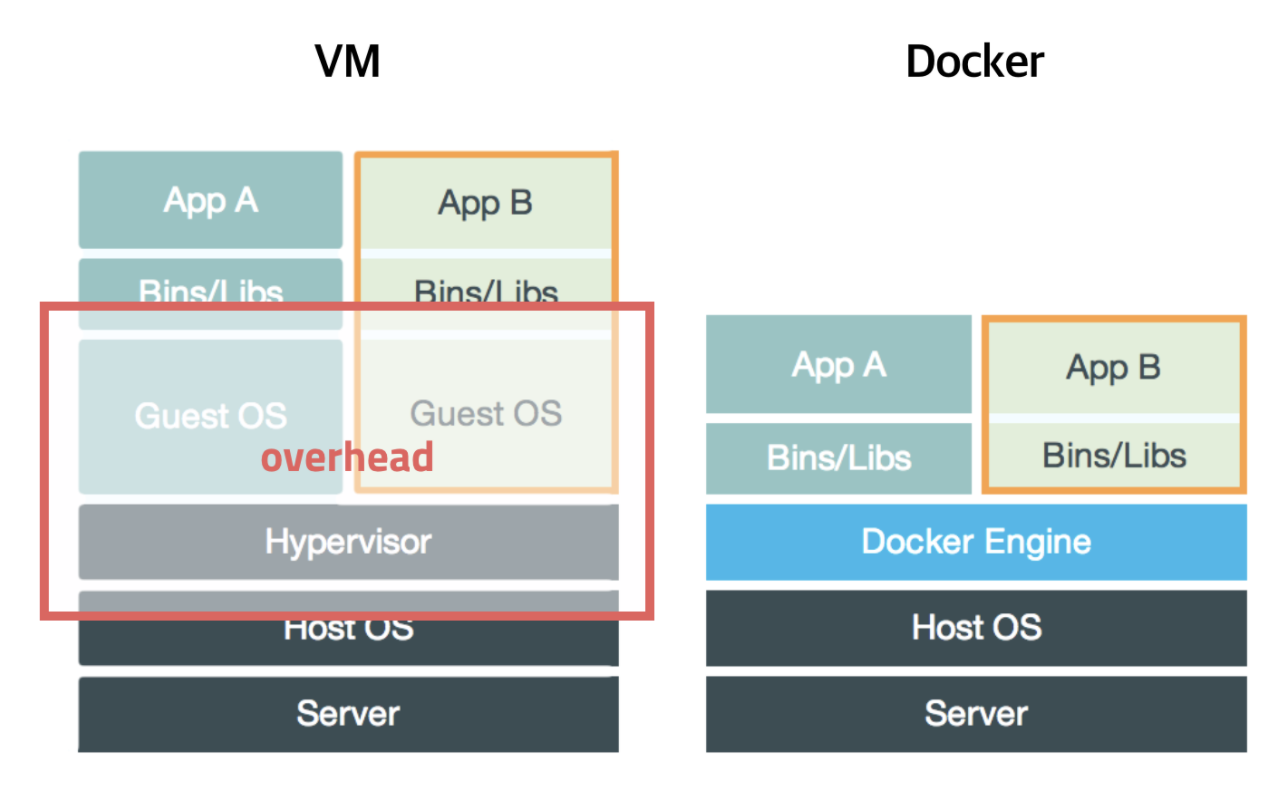 VM
App A
App B
Bins/Libs
Bins/Libs
Guest OS
Guest OS
overhead
Hypervisor
Host OS
Server
Docker
App A
App B
Bins/Libs
Bins/Libs
Docker Engine
Host OS
Server